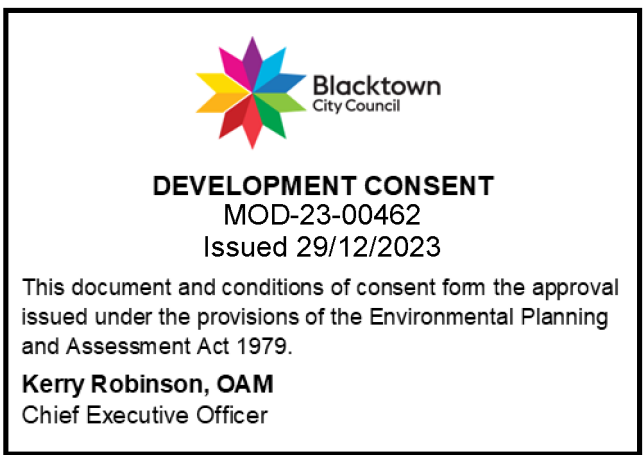 Blacktown
City Council
DEVELOPMENT CONSENT
MOD-23-00462
Issued 29/12/2023
This document and conditions of consent form the approval
issued under the provisions of the Environmental Planning
and Assessment Act 1979.
Kerry Robinson, OAM
Chief Executive Officer